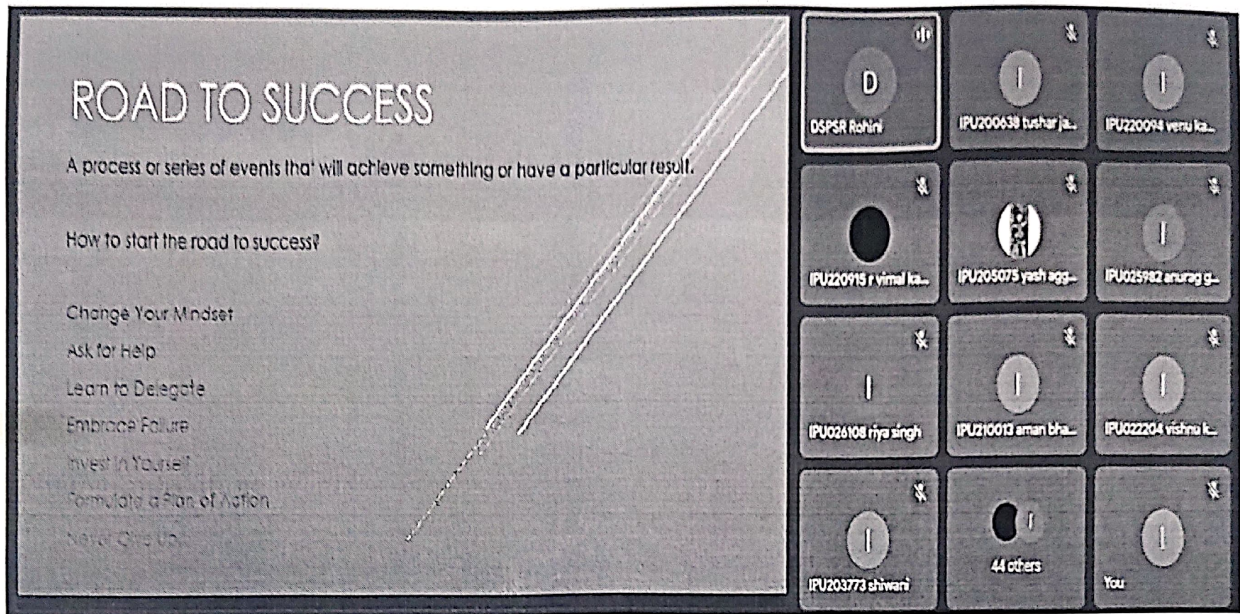 ROAD TO SUCCESS
A process or series of events that will achieve something or have a particular result.
How to start the road to success?
Change Your Mindset
Ask for Help
Learn to Delegate
Embrace Failure
Invest in Yourself
Formulate a Plan of Action
Never Give Up
D
DSPSR Rohini
I
IPU200638 tushar ja...
I
IPU220094 venu ka...
IPU220915 r vimal ka...
IPU205075 yash agg...
I
IPU025982 anurag g...
I
IPU026108 riya singh
I
IPU210013 aman bha...
I
IPU022204 vishnu k...
I
IPU203773 shiwani
I
44 others
I
You